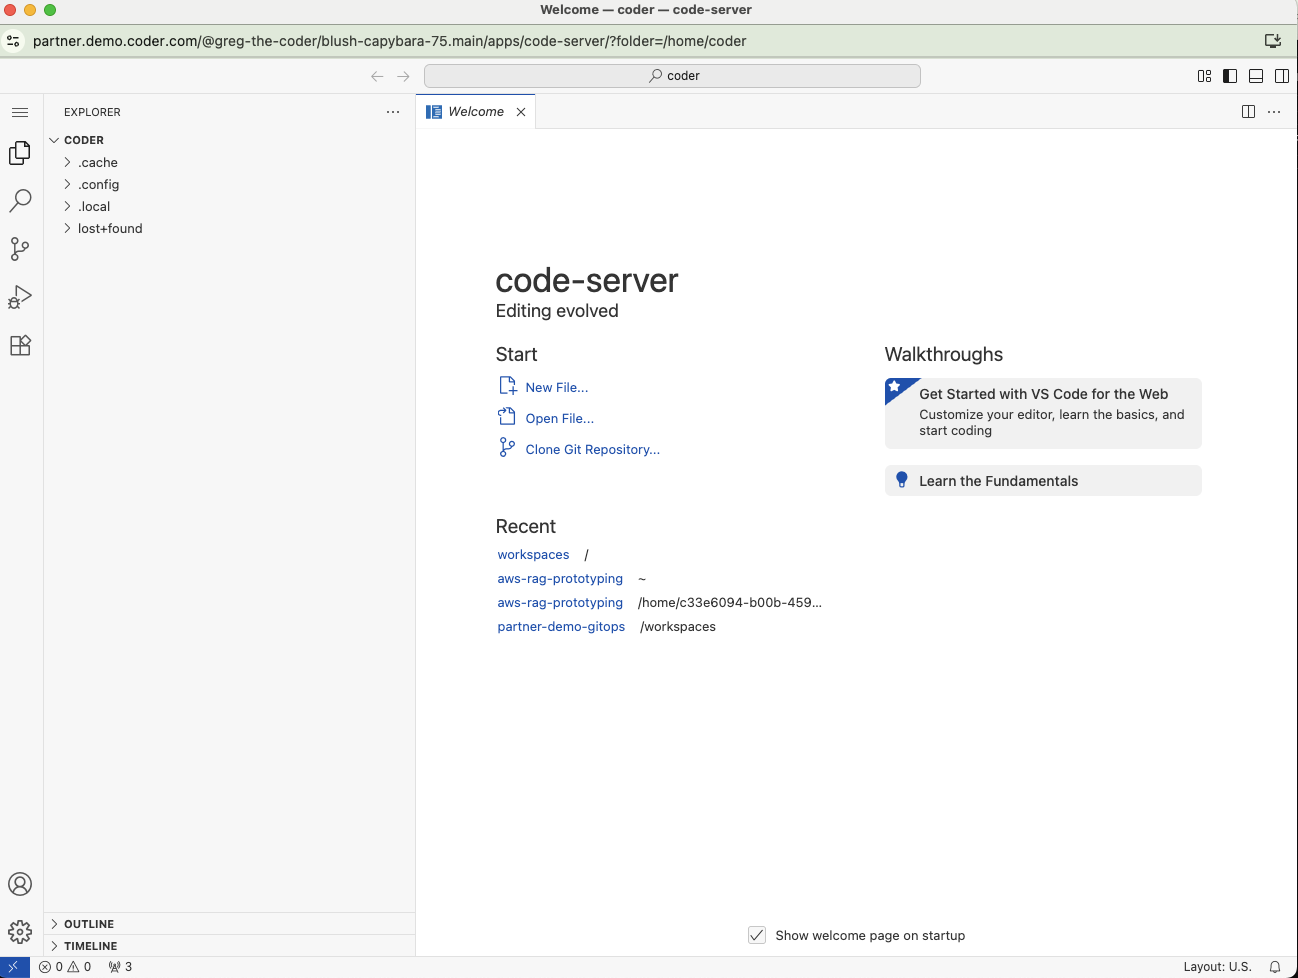 Welcome — coder — code-server
partner.demo.coder.com/@greg-the-coder/blush-capybara-75.main/apps/code-server/?folder=/home/coder
coder
EXPLORER
Welcome
CODER
.cache
.config
.local
lost+found
code-server
Editing evolved
Start
New File...
Open File...
Clone Git Repository...
Recent
workspaces /
aws-rag-prototyping ~
aws-rag-prototyping /home/c33e6094-b00b-459...
partner-demo-gitops /workspaces
Walkthroughs
Get Started with VS Code for the Web
Customize your editor, learn the basics, and
start coding
Learn the Fundamentals
Show welcome page on startup
OUTLINE
TIMELINE
0 0 3
Layout: U.S.